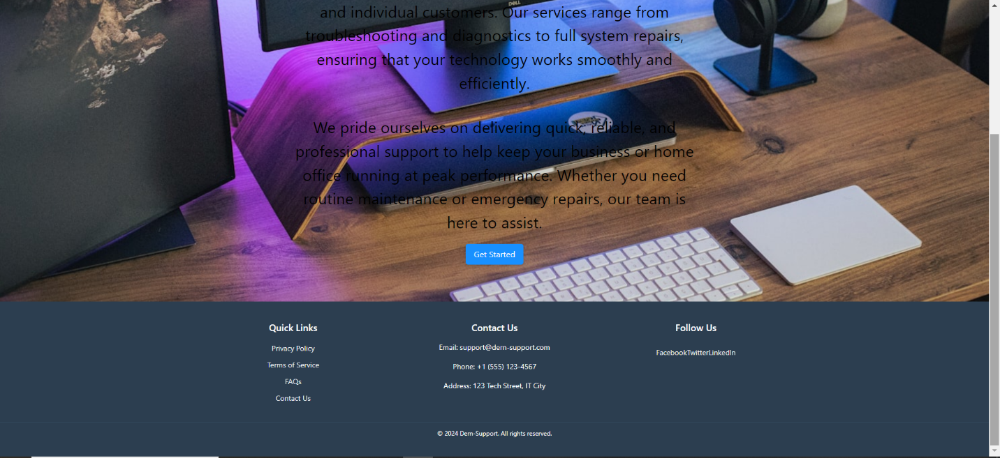 DELL
and individual customers. Our services range from
troubleshooting and diagnostics to full system repairs,
ensuring that your technology works smoothly and
efficiently.
We pride ourselves on delivering quick, reliable, and
professional support to help keep your business or home
office running at peak performance. Whether you need
routine maintenance or emergency repairs, our team is
here to assist.
Get Started
Quick Links
Privacy Policy
Terms of Service
FAQs
Contact Us
Contact Us
Email: support@dern-support.com
Phone: +1 (555) 123-4567
Address: 123 Tech Street, IT City
Follow Us
FacebookTwitterLinkedIn
© 2024 Dern-Support. All rights reserved.